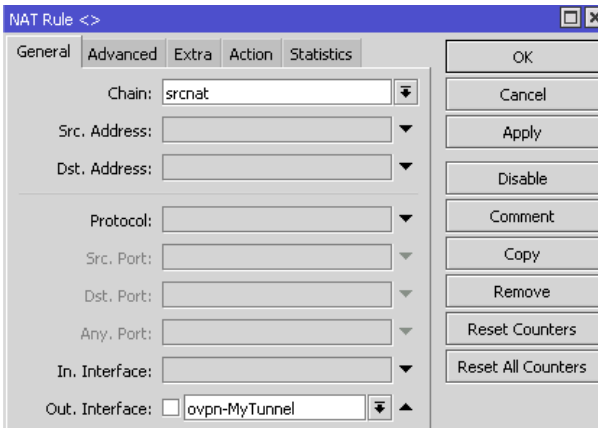 NAT Rule <>
General Advanced Extra Action Statistics
OK
Chain: srcnat
Cancel
Src. Address:
Apply
Dst. Address:
Disable
Protocol:
Comment
Src. Port:
Copy
Dst. Port:
Remove
Any. Port:
Reset Counters
In. Interface:
Reset All Counters
Out. Interface: ovpn-MyTunnel